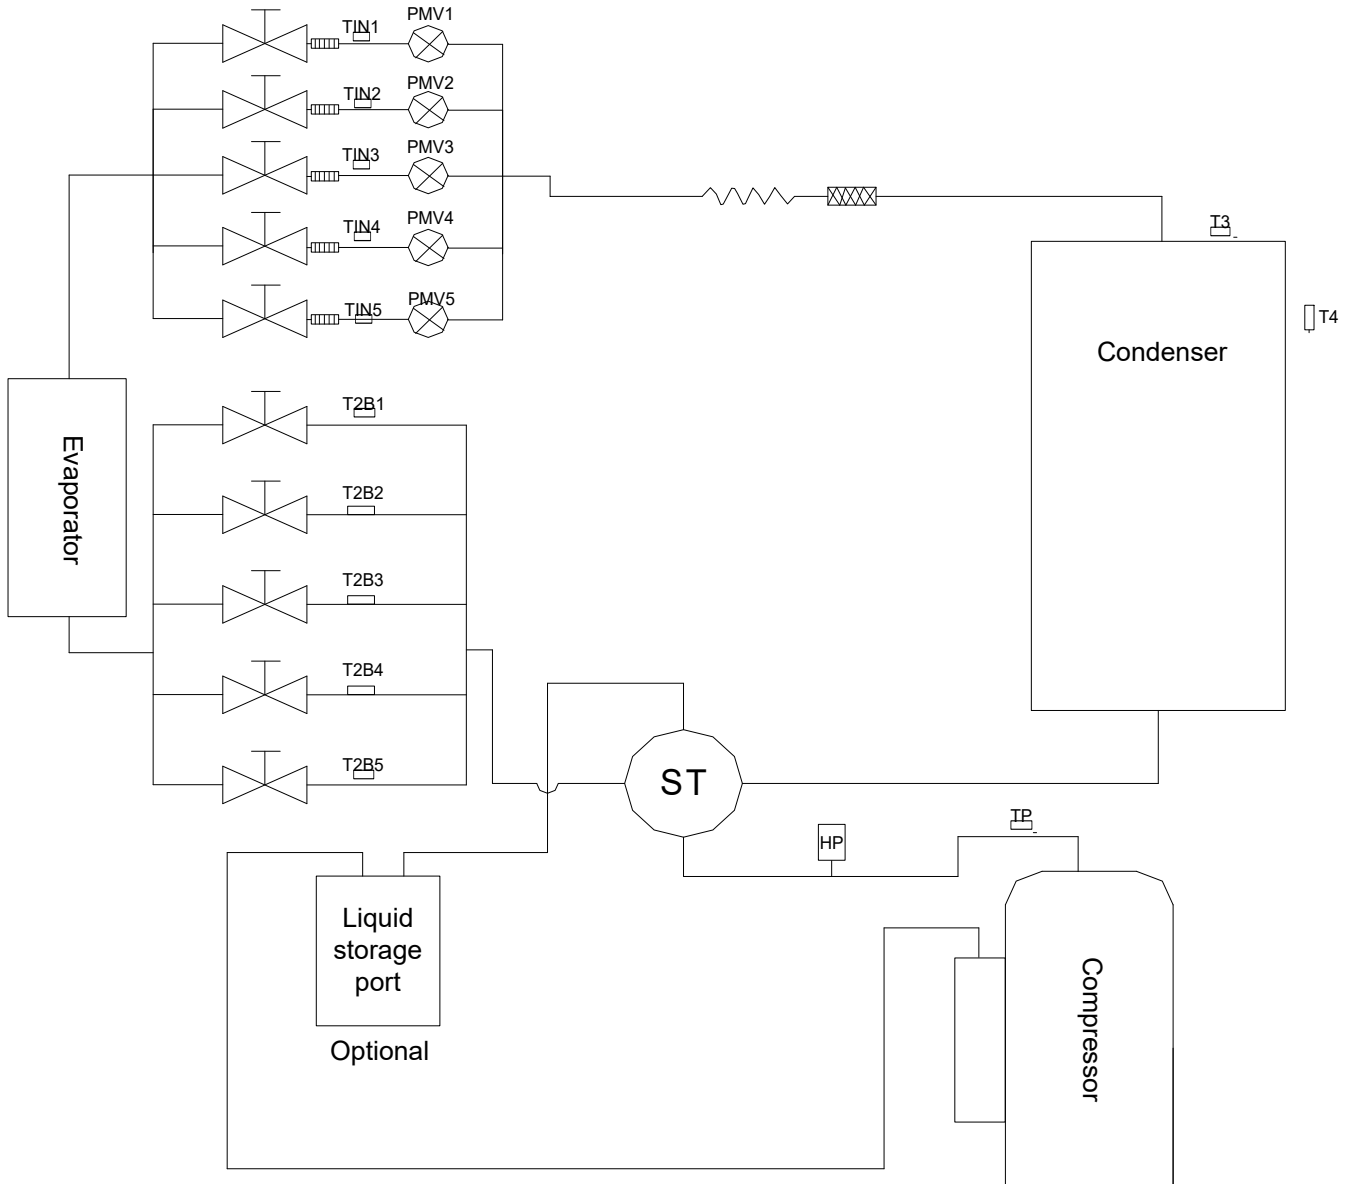 PMV1
TIN1
PMV2
TIN2
PMV3
TIN3
PMV4
TIN4
PMV5
TIN5
T3
T4
Condenser
Evaporator
T2B1
T2B2
T2B3
T2B4
T2B5
ST
HP
TP
Liquid
storage
port
Optional
Compressor